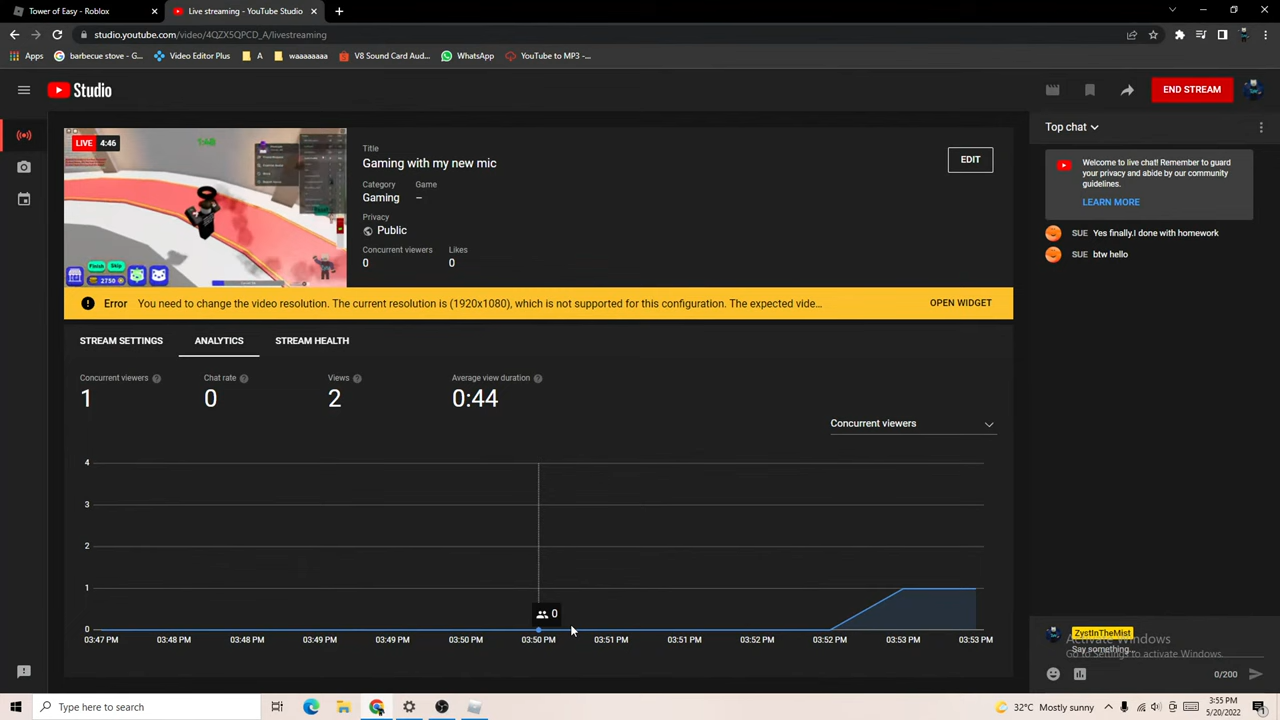 Tower of Easy - Roblox
Live streaming - YouTube Studio
studio.youtube.com/video/4QZX5QPCD_A/livestreaming
Apps
barbecue stove - G...
Video Editor Plus
A
waaaaaaa
V8 Sound Card Aud...
WhatsApp
YouTube to MP3 -...
Studio
END STREAM
LIVE 4:46
Finish Skip
2750
Title
Gaming with my new mic
Category Game
Gaming –
Privacy
Public
Concurrent viewers Likes
0 0
EDIT
Error You need to change the video resolution. The current resolution is (1920x1080), which is not supported for this configuration. The expected vide...
OPEN WIDGET
STREAM SETTINGS ANALYTICS STREAM HEALTH
Concurrent viewers Chat rate Views Average view duration
1 0 2 0:44
Concurrent viewers
4
3
2
1
0
0
03:47 PM 03:48 PM 03:48 PM 03:49 PM 03:49 PM 03:50 PM 03:50 PM 03:51 PM 03:51 PM 03:52 PM 03:52 PM 03:53 PM 03:53 PM
Top chat
Welcome to live chat! Remember to guard
your privacy and abide by our community
guidelines.
LEARN MORE
SUE Yes finally.I done with homework
SUE btw hello
ZystInTheMist
Say something...
Activate Windows
Go to Settings to activate Windows.
0/200
Type here to search
32°C Mostly sunny
3:55 PM
5/20/2022